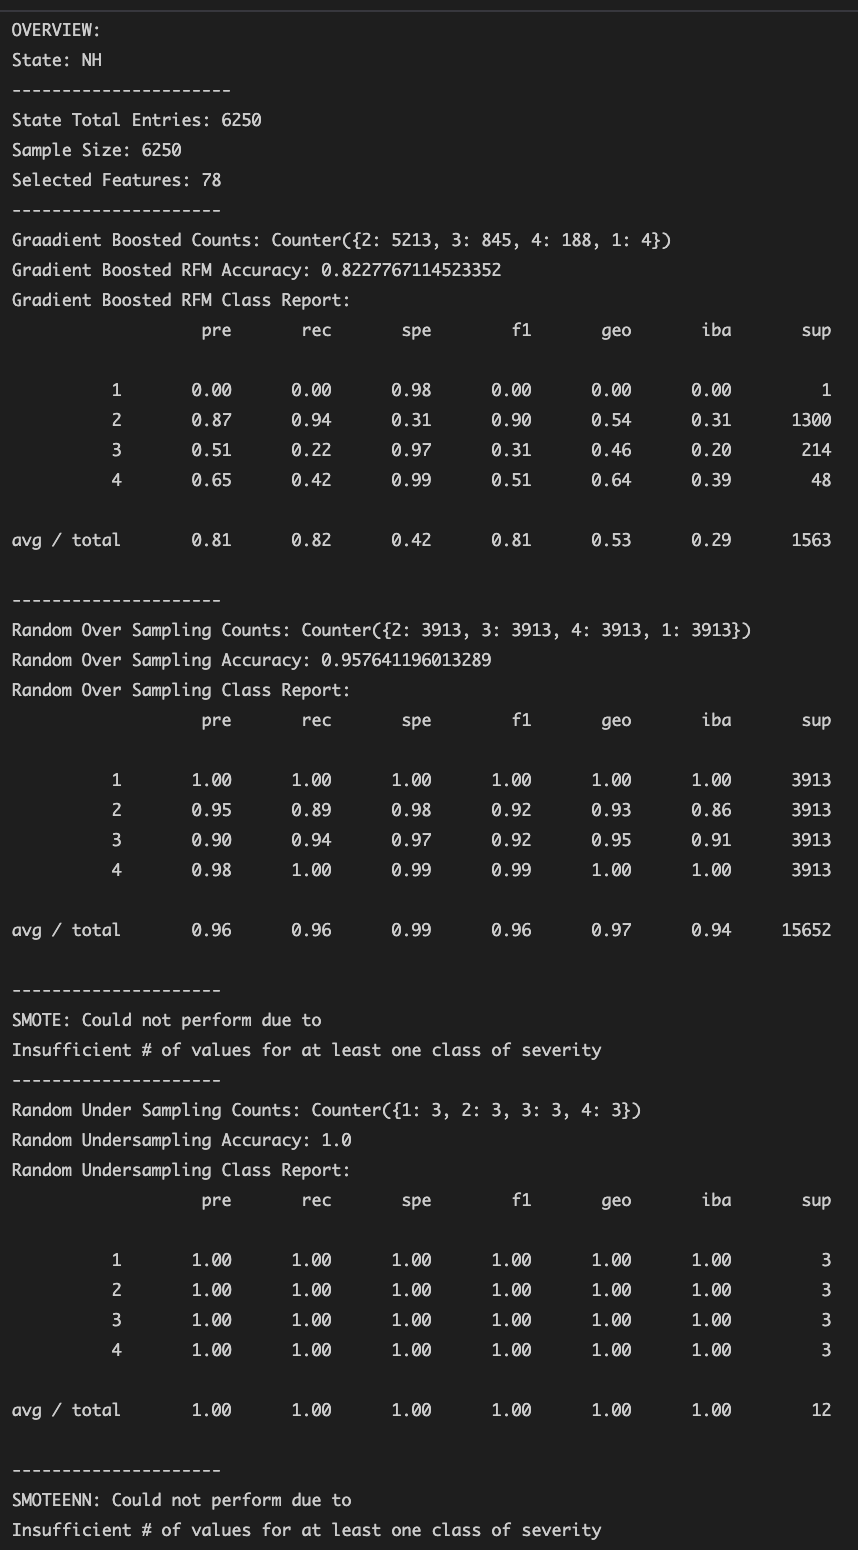 OVERVIEW:
State: NH
----------------------
State Total Entries: 6250
Sample Size: 6250
Selected Features: 78
---------------------
Graadient Boosted Counts: Counter({2: 5213, 3: 845, 4: 188, 1: 4})
Gradient Boosted RFM Accuracy: 0.8227767114523352
Gradient Boosted RFM Class Report:
pre rec spe f1 geo iba sup
1 0.00 0.00 0.98 0.00 0.00 0.00 1
2 0.87 0.94 0.31 0.90 0.54 0.31 1300
3 0.51 0.22 0.97 0.31 0.46 0.20 214
4 0.65 0.42 0.99 0.51 0.64 0.39 48
avg / total 0.81 0.82 0.42 0.81 0.53 0.29 1563
---------------------
Random Over Sampling Counts: Counter({2: 3913, 3: 3913, 4: 3913, 1: 3913})
Random Over Sampling Accuracy: 0.957641196013289
Random Over Sampling Class Report:
pre rec spe f1 geo iba sup
1 1.00 1.00 1.00 1.00 1.00 1.00 3913
2 0.95 0.89 0.98 0.92 0.93 0.86 3913
3 0.90 0.94 0.97 0.92 0.95 0.91 3913
4 0.98 1.00 0.99 0.99 1.00 1.00 3913
avg / total 0.96 0.96 0.99 0.96 0.97 0.94 15652
---------------------
SMOTE: Could not perform due to
Insufficient # of values for at least one class of severity
---------------------
Random Under Sampling Counts: Counter({1: 3, 2: 3, 3: 3, 4: 3})
Random Undersampling Accuracy: 1.0
Random Undersampling Class Report:
pre rec spe f1 geo iba sup
1 1.00 1.00 1.00 1.00 1.00 1.00 3
2 1.00 1.00 1.00 1.00 1.00 1.00 3
3 1.00 1.00 1.00 1.00 1.00 1.00 3
4 1.00 1.00 1.00 1.00 1.00 1.00 3
avg / total 1.00 1.00 1.00 1.00 1.00 1.00 12
---------------------
SMOTEENN: Could not perform due to
Insufficient # of values for at least one class of severity